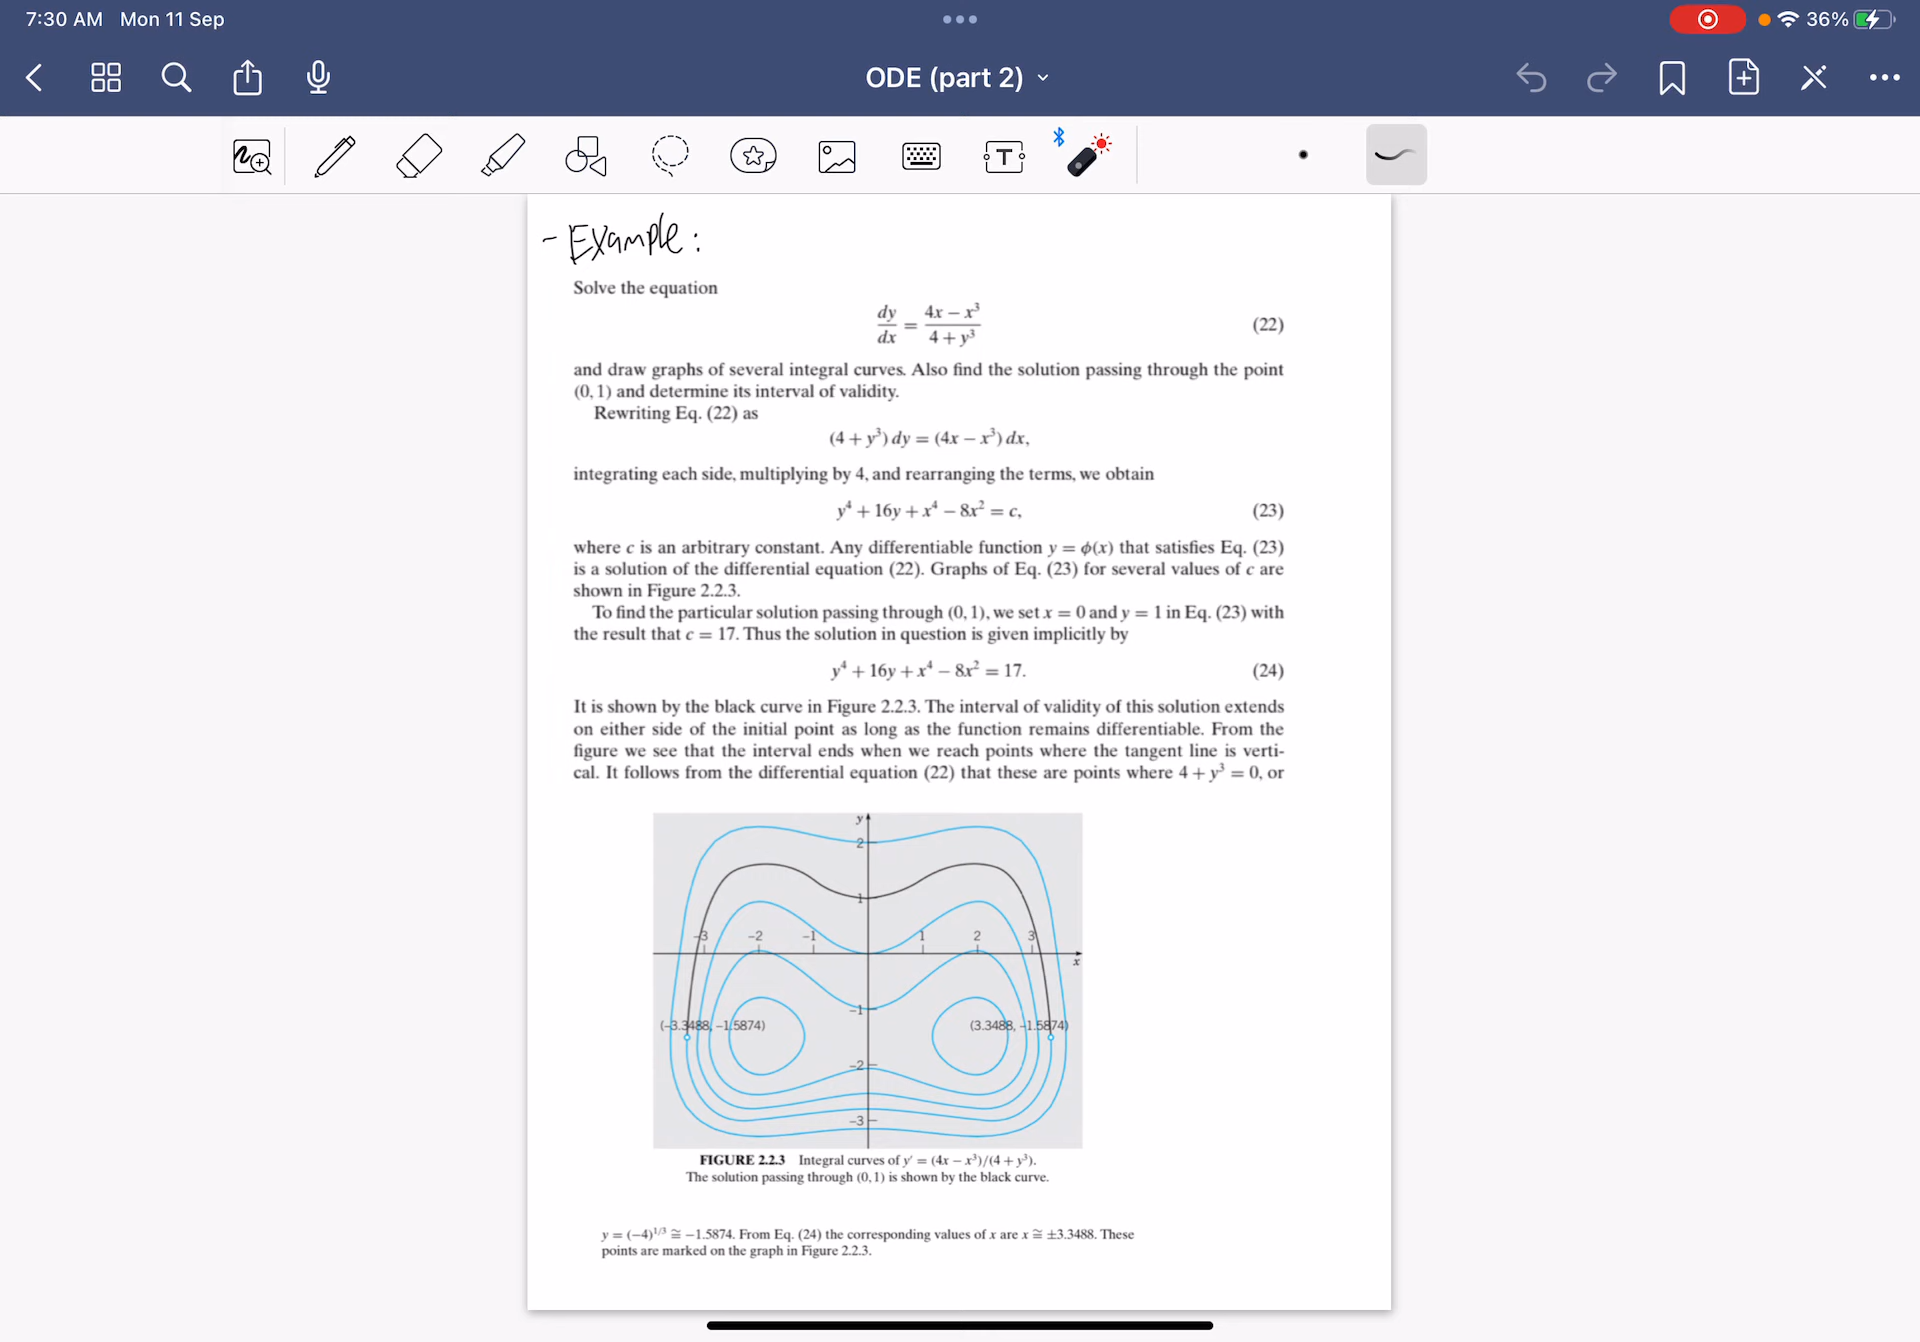 7:30 AM Mon 11 Sep
36%
ODE (part 2)
T
- Example:
Solve the equation
dy/dx = (4x − x³)/(4 + y³) (22)
and draw graphs of several integral curves. Also find the solution passing through the point
(0, 1) and determine its interval of validity.
Rewriting Eq. (22) as
(4 + y³) dy = (4x − x³) dx,
integrating each side, multiplying by 4, and rearranging the terms, we obtain
y⁴ + 16y + x⁴ − 8x² = c, (23)
where c is an arbitrary constant. Any differentiable function y = ϕ(x) that satisfies Eq. (23)
is a solution of the differential equation (22). Graphs of Eq. (23) for several values of c are
shown in Figure 2.2.3.
To find the particular solution passing through (0, 1), we set x = 0 and y = 1 in Eq. (23) with
the result that c = 17. Thus the solution in question is given implicitly by
y⁴ + 16y + x⁴ − 8x² = 17. (24)
It is shown by the black curve in Figure 2.2.3. The interval of validity of this solution extends
on either side of the initial point as long as the function remains differentiable. From the
figure we see that the interval ends when we reach points where the tangent line is verti-
cal. It follows from the differential equation (22) that these are points where 4 + y³ = 0, or
y
2
1
−3 −2 −1 1 2 3
x
−1
(−3.3488, −1.5874) (3.3488, −1.5874)
−2
−3
FIGURE 2.2.3 Integral curves of y′ = (4x − x³)/(4 + y³).
The solution passing through (0, 1) is shown by the black curve.
y = (−4)^1/3 ≅ −1.5874. From Eq. (24) the corresponding values of x are x ≅ ±3.3488. These
points are marked on the graph in Figure 2.2.3.